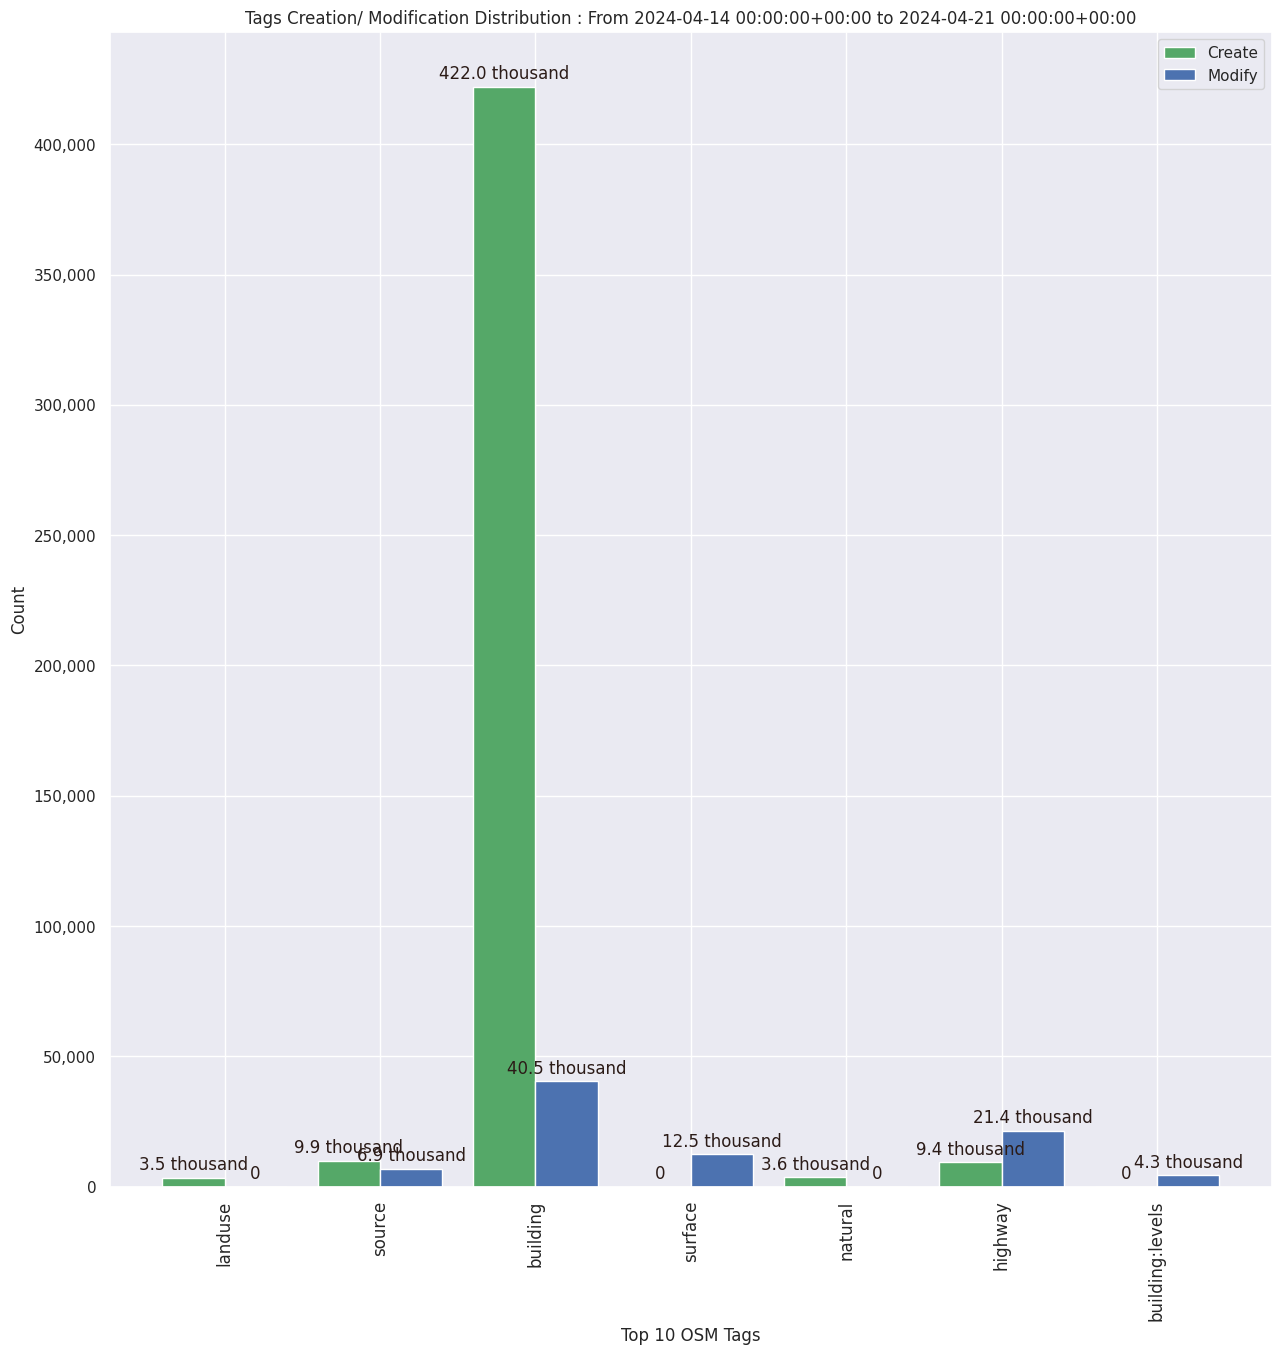 Tags Creation/ Modification Distribution : From 2024-04-14 00:00:00+00:00 to 2024-04-21 00:00:00+00:00
Create
Modify
422.0 thousand
400,000
350,000
300,000
250,000
200,000
150,000
100,000
50,000
0
Count
3.5 thousand
0
9.9 thousand
6.9 thousand
40.5 thousand
0
12.5 thousand
3.6 thousand
0
9.4 thousand
21.4 thousand
0
4.3 thousand
landuse
source
building
surface
natural
highway
building:levels
Top 10 OSM Tags